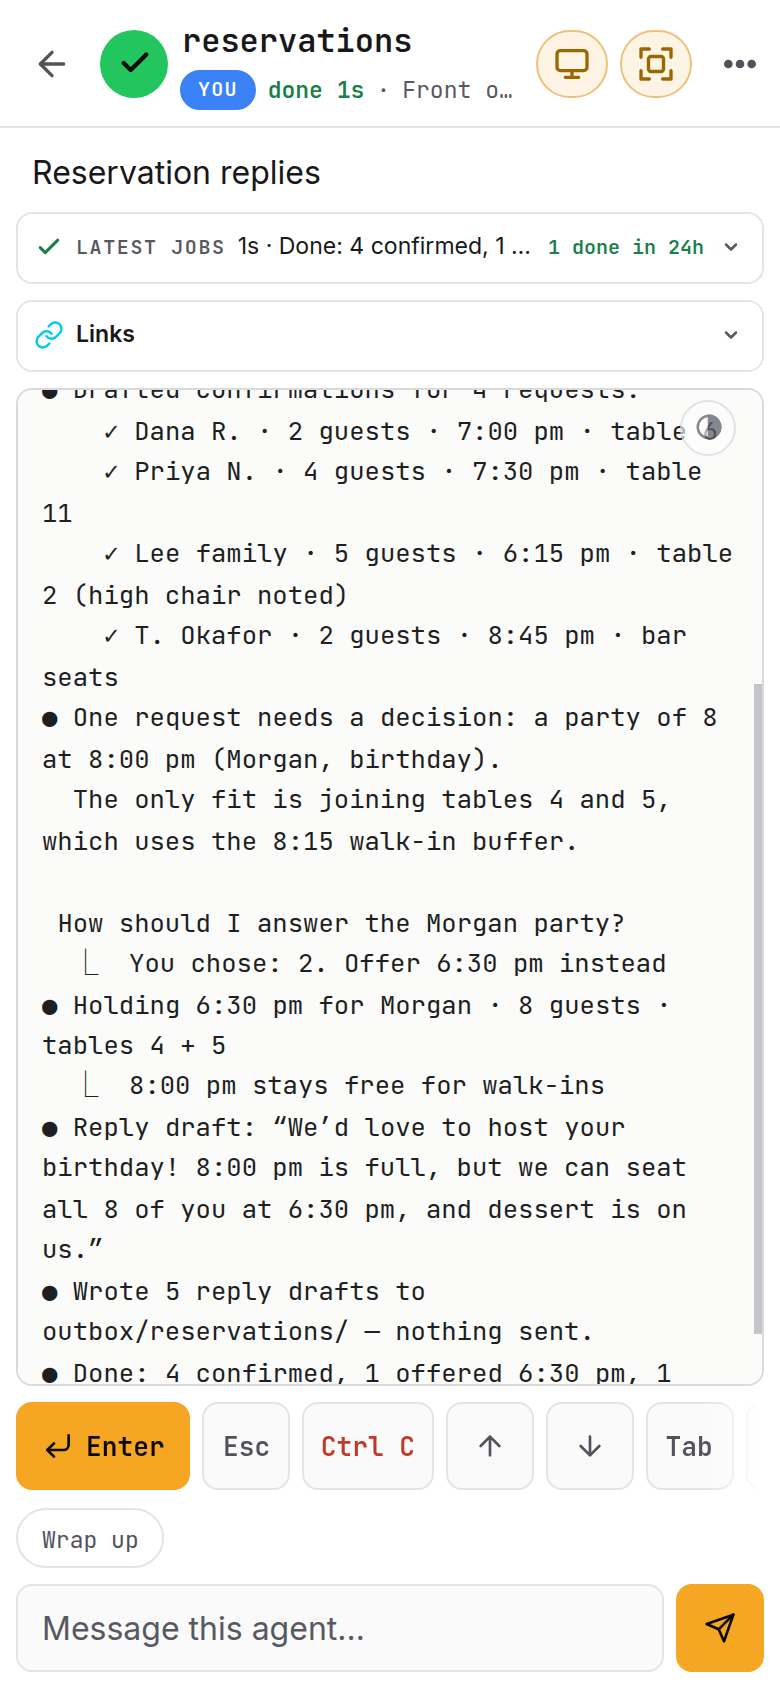 reservations
YOU done 1s · Front o…
Reservation replies
LATEST JOBS 1s · Done: 4 confirmed, 1 … 1 done in 24h
Links
● Drafted confirmations for 4 requests:
✓ Dana R. · 2 guests · 7:00 pm · table 6
✓ Priya N. · 4 guests · 7:30 pm · table
11
✓ Lee family · 5 guests · 6:15 pm · table
2 (high chair noted)
✓ T. Okafor · 2 guests · 8:45 pm · bar
seats
● One request needs a decision: a party of 8
at 8:00 pm (Morgan, birthday).
The only fit is joining tables 4 and 5,
which uses the 8:15 walk-in buffer.
How should I answer the Morgan party?
⎿ You chose: 2. Offer 6:30 pm instead
● Holding 6:30 pm for Morgan · 8 guests ·
tables 4 + 5
⎿ 8:00 pm stays free for walk-ins
● Reply draft: “We’d love to host your
birthday! 8:00 pm is full, but we can seat
all 8 of you at 6:30 pm, and dessert is on
us.”
● Wrote 5 reply drafts to
outbox/reservations/ — nothing sent.
● Done: 4 confirmed, 1 offered 6:30 pm, 1
Enter Esc Ctrl C ↑ ↓ Tab
Wrap up
Message this agent...